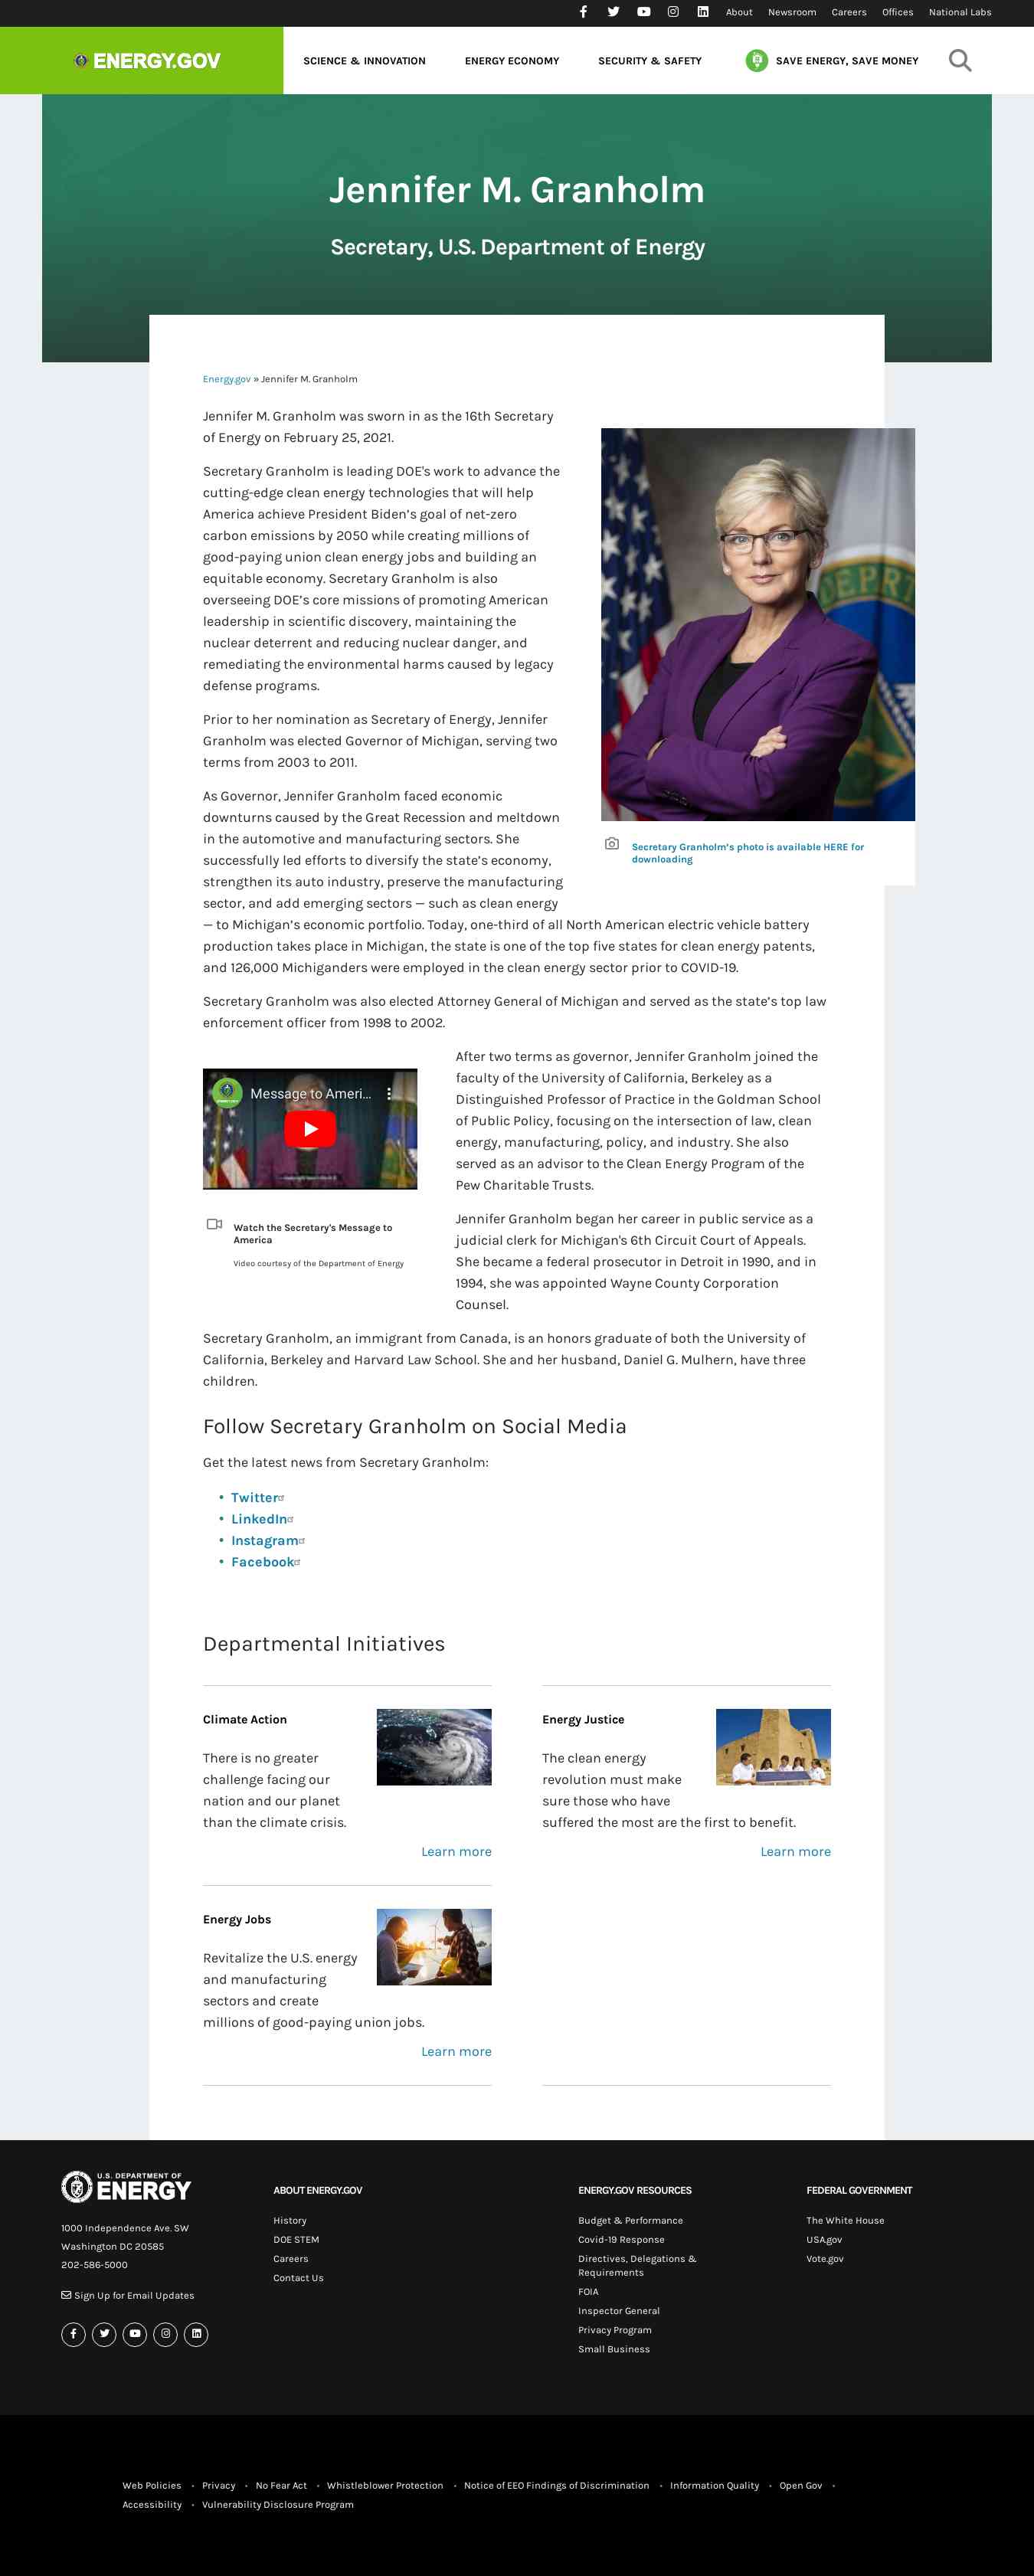 About Newsroom Careers Offices National Labs
ENERGY.GOV
SCIENCE & INNOVATION ENERGY ECONOMY SECURITY & SAFETY SAVE ENERGY, SAVE MONEY
Jennifer M. Granholm
Secretary, U.S. Department of Energy
Energy.gov » Jennifer M. Granholm
Jennifer M. Granholm was sworn in as the 16th Secretary
of Energy on February 25, 2021.
Secretary Granholm is leading DOE's work to advance the
cutting-edge clean energy technologies that will help
America achieve President Biden’s goal of net-zero
carbon emissions by 2050 while creating millions of
good-paying union clean energy jobs and building an
equitable economy. Secretary Granholm is also
overseeing DOE’s core missions of promoting American
leadership in scientific discovery, maintaining the
nuclear deterrent and reducing nuclear danger, and
remediating the environmental harms caused by legacy
defense programs.
Prior to her nomination as Secretary of Energy, Jennifer
Granholm was elected Governor of Michigan, serving two
terms from 2003 to 2011.
DEPRT
Secretary Granholm’s photo is available HERE for
downloading
As Governor, Jennifer Granholm faced economic
downturns caused by the Great Recession and meltdown
in the automotive and manufacturing sectors. She
successfully led efforts to diversify the state’s economy,
strengthen its auto industry, preserve the manufacturing
sector, and add emerging sectors — such as clean energy
— to Michigan’s economic portfolio. Today, one-third of all North American electric vehicle battery
production takes place in Michigan, the state is one of the top five states for clean energy patents,
and 126,000 Michiganders were employed in the clean energy sector prior to COVID-19.
Secretary Granholm was also elected Attorney General of Michigan and served as the state’s top law
enforcement officer from 1998 to 2002.
Message to Ameri...
Watch the Secretary's Message to
America
Video courtesy of the Department of Energy
After two terms as governor, Jennifer Granholm joined the
faculty of the University of California, Berkeley as a
Distinguished Professor of Practice in the Goldman School
of Public Policy, focusing on the intersection of law, clean
energy, manufacturing, policy, and industry. She also
served as an advisor to the Clean Energy Program of the
Pew Charitable Trusts.
Jennifer Granholm began her career in public service as a
judicial clerk for Michigan's 6th Circuit Court of Appeals.
She became a federal prosecutor in Detroit in 1990, and in
1994, she was appointed Wayne County Corporation
Counsel.
Secretary Granholm, an immigrant from Canada, is an honors graduate of both the University of
California, Berkeley and Harvard Law School. She and her husband, Daniel G. Mulhern, have three
children.
Follow Secretary Granholm on Social Media
Get the latest news from Secretary Granholm:
• Twitter
• LinkedIn
• Instagram
• Facebook
Departmental Initiatives
Climate Action
There is no greater
challenge facing our
nation and our planet
than the climate crisis.
Learn more
Energy Justice
The clean energy
revolution must make
sure those who have
suffered the most are the first to benefit.
Learn more
Energy Jobs
Revitalize the U.S. energy
and manufacturing
sectors and create
millions of good-paying union jobs.
Learn more
U.S. DEPARTMENT OF
ENERGY
1000 Independence Ave. SW
Washington DC 20585
202-586-5000
Sign Up for Email Updates
ABOUT ENERGY.GOV
History
DOE STEM
Careers
Contact Us
ENERGY.GOV RESOURCES
Budget & Performance
Covid-19 Response
Directives, Delegations &
Requirements
FOIA
Inspector General
Privacy Program
Small Business
FEDERAL GOVERNMENT
The White House
USA.gov
Vote.gov
Web Policies • Privacy • No Fear Act • Whistleblower Protection • Notice of EEO Findings of Discrimination • Information Quality • Open Gov •
Accessibility • Vulnerability Disclosure Program